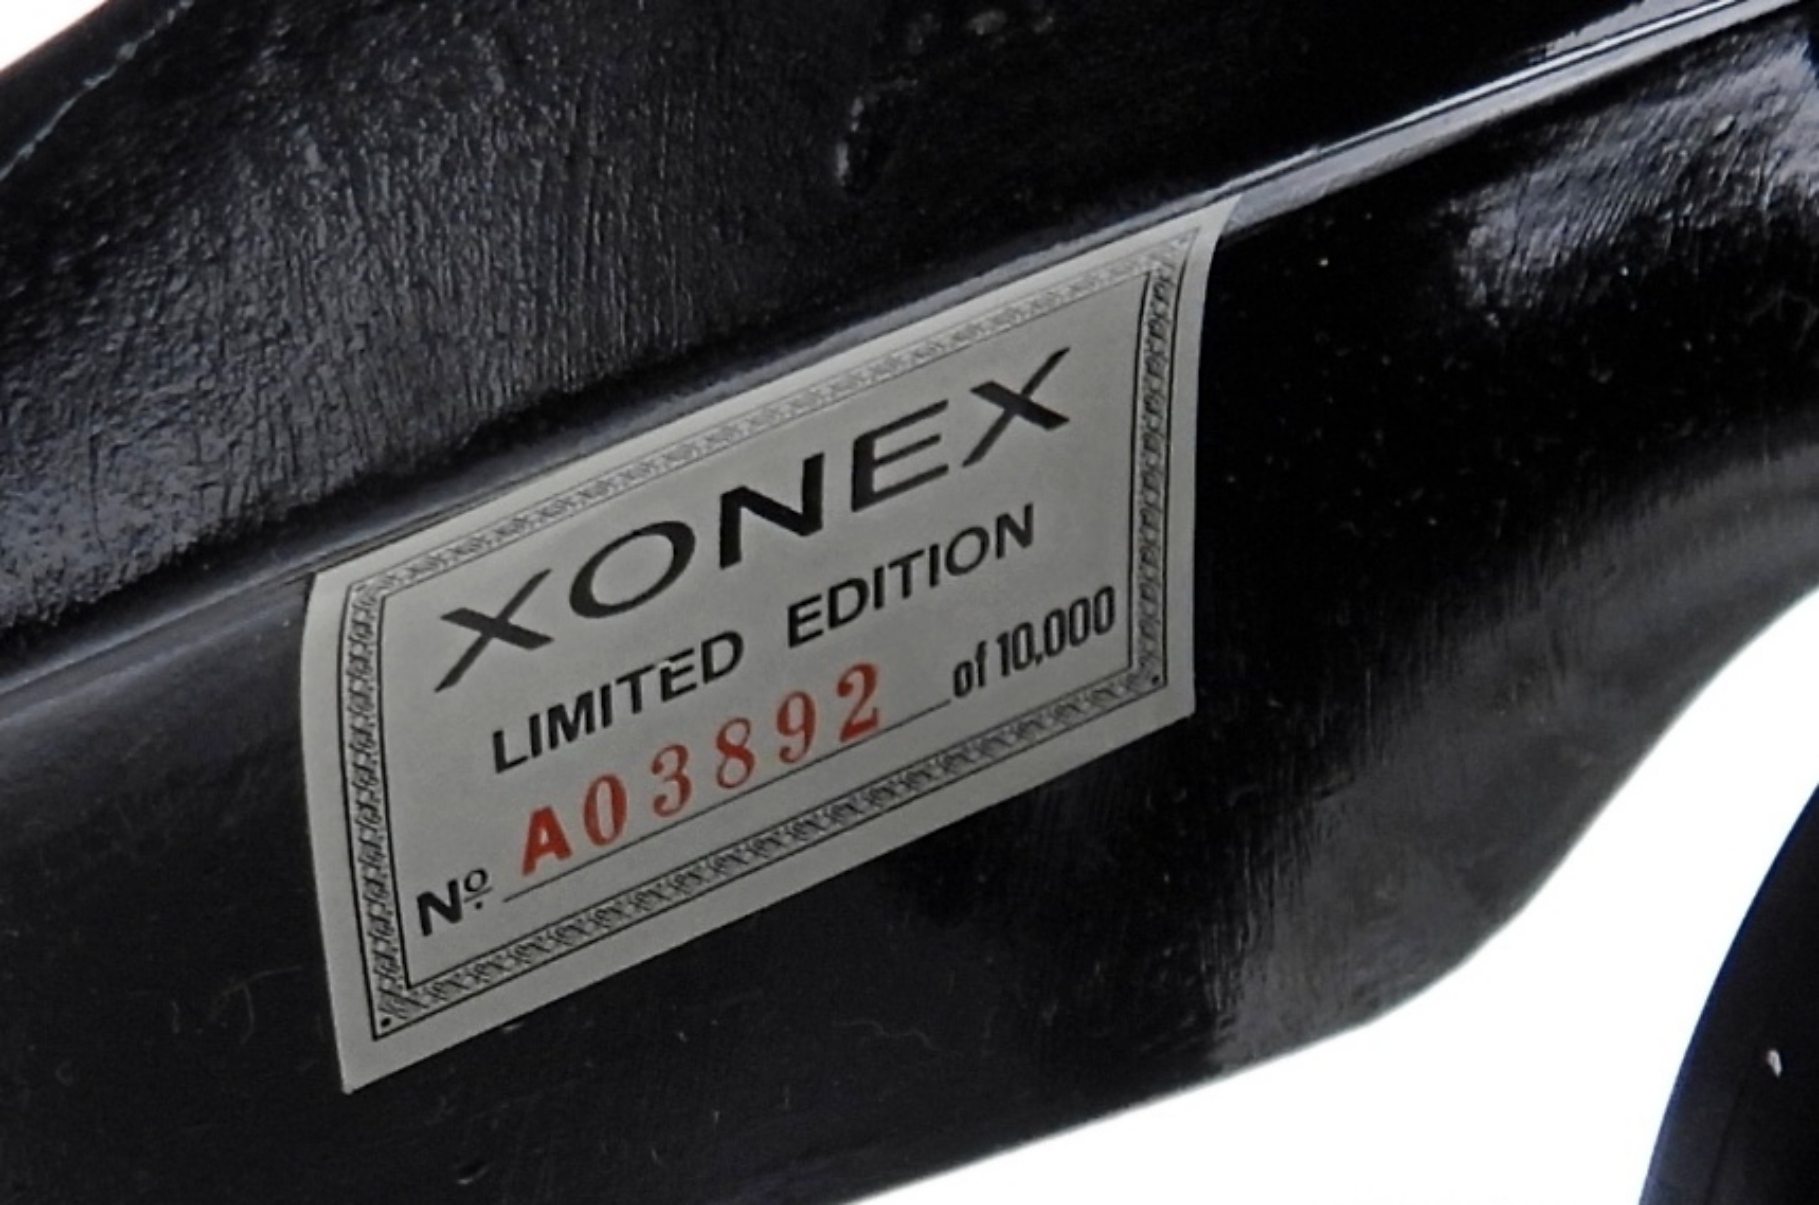 XONEX
LIMITED EDITION
Nº A03892 of 10,000